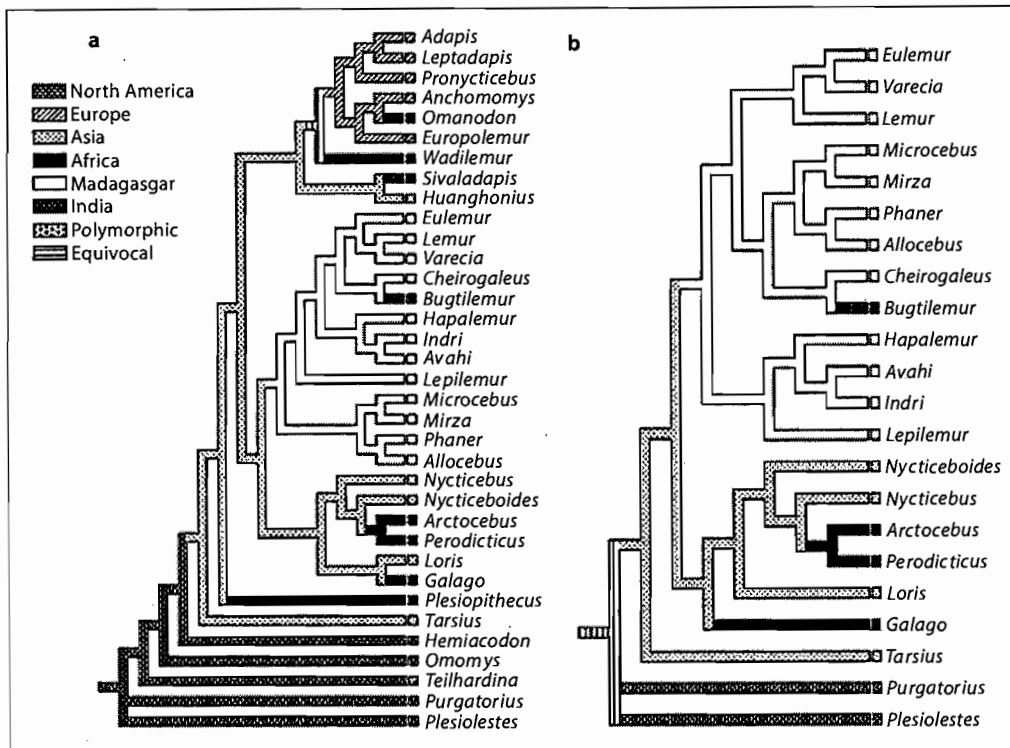 a
North America
Europe
Asia
Africa
Madagasgar
India
Polymorphic
Equivocal
Adapis
Leptadapis
Pronycticebus
Anchomomys
Omanodon
Europolemur
Wadilemur
Sivaladapis
Huanghonius
Eulemur
Lemur
Varecia
Cheirogaleus
Bugtilemur
Hapalemur
Indri
Avahi
Lepilemur
Microcebus
Mirza
Phaner
Allocebus
Nycticebus
Nycticeboides
Arctocebus
Perodicticus
Loris
Galago
Plesiopithecus
Tarsius
Hemiacodon
Omomys
Teilhardina
Purgatorius
Plesiolestes
b
Eulemur
Varecia
Lemur
Microcebus
Mirza
Phaner
Allocebus
Cheirogaleus
Bugtilemur
Hapalemur
Avahi
Indri
Lepilemur
Nycticeboides
Nycticebus
Arctocebus
Perodicticus
Loris
Galago
Tarsius
Purgatorius
Plesiolestes